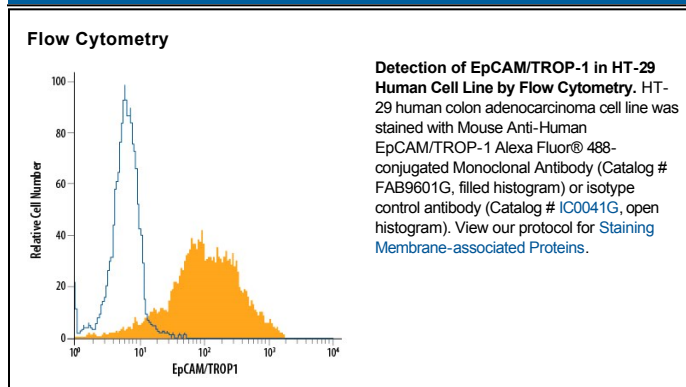 Flow Cytometry
Detection of EpCAM/TROP-1 in HT-29
Human Cell Line by Flow Cytometry. HT-
29 human colon adenocarcinoma cell line was
stained with Mouse Anti-Human
EpCAM/TROP-1 Alexa Fluor® 488-
conjugated Monoclonal Antibody (Catalog #
FAB9601G, filled histogram) or isotype
control antibody (Catalog # IC0041G, open
histogram). View our protocol for Staining
Membrane-associated Proteins.
Relative Cell Number
100
80
60
40
20
0
10⁰ 10¹ 10² 10³ 10⁴
EpCAM/TROP1